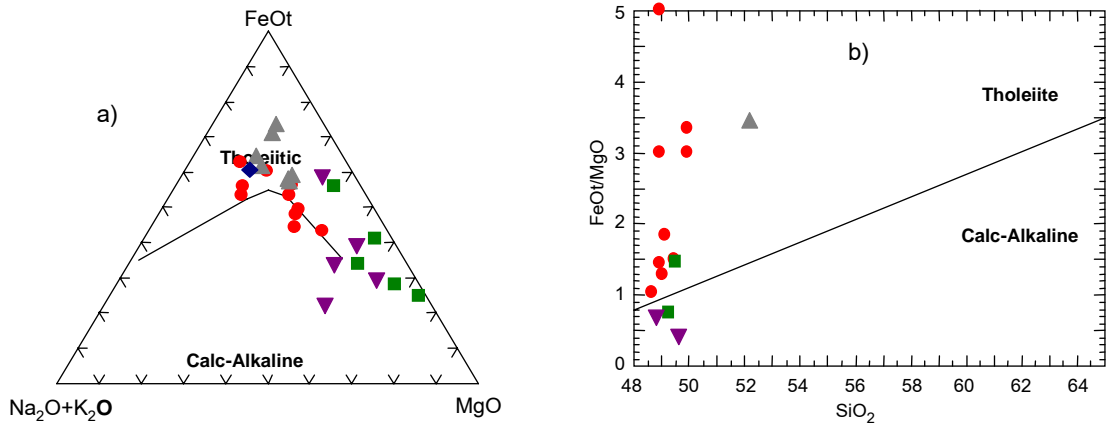 FeOt
a)
Tholeiitic
Calc-Alkaline
Na₂O+K₂O
MgO
b)
5
4
3
2
1
0
FeOt/MgO
Tholeiite
Calc-Alkaline
48 50 52 54 56 58 60 62 64
SiO₂